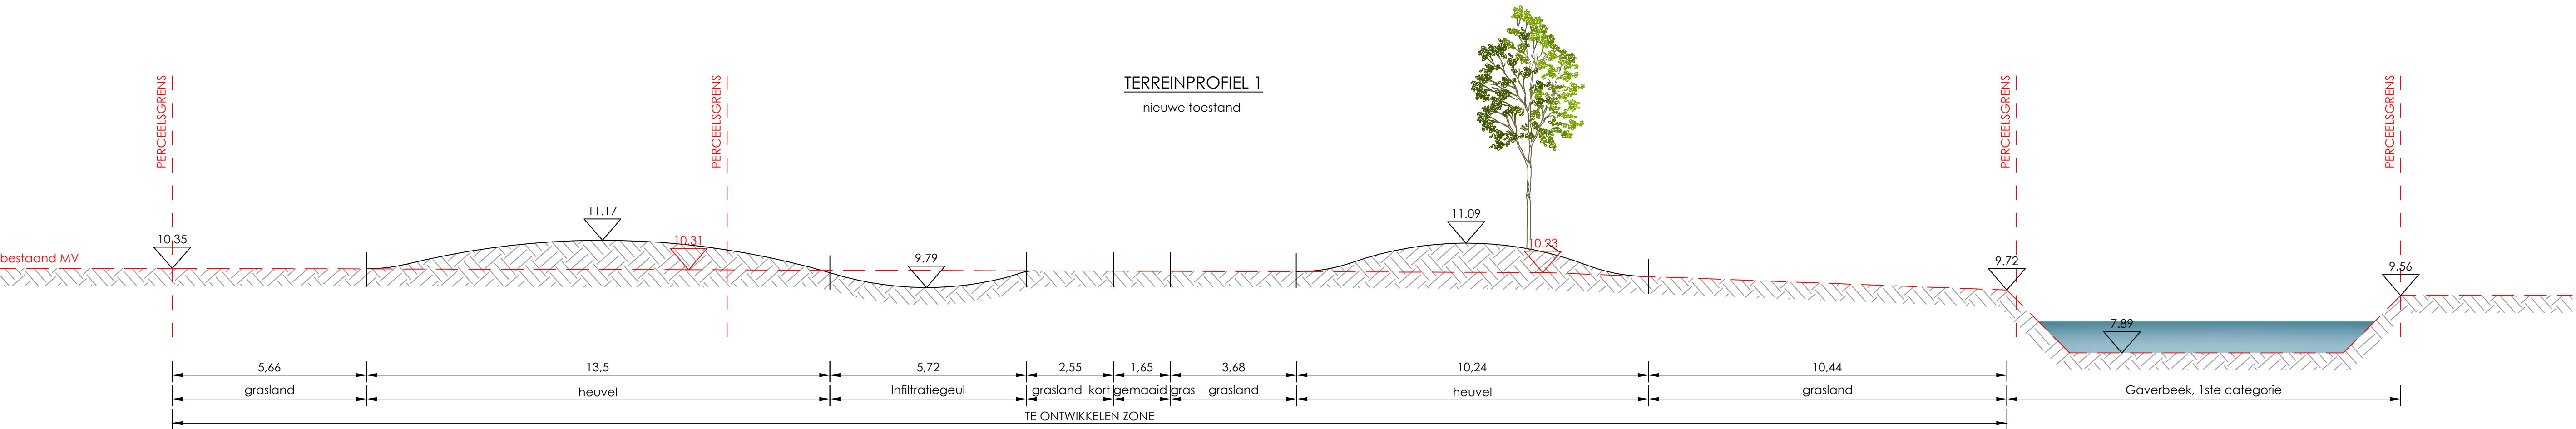 TERREINPROFIEL 1
nieuwe toestand
PERCEELSGRENS
PERCEELSGRENS
PERCEELSGRENS
PERCEELSGRENS
bestaand MV
10.35
11.17
10.31
9.79
11.09
10.23
9.72
7.89
9.56
5,66 13,5 5,72 2,55 1,65 3,68 10,24 10,44
grasland heuvel Infiltratiegeul grasland kort gemaaid gras grasland heuvel grasland Gaverbeek, 1ste categorie
TE ONTWIKKELEN ZONE